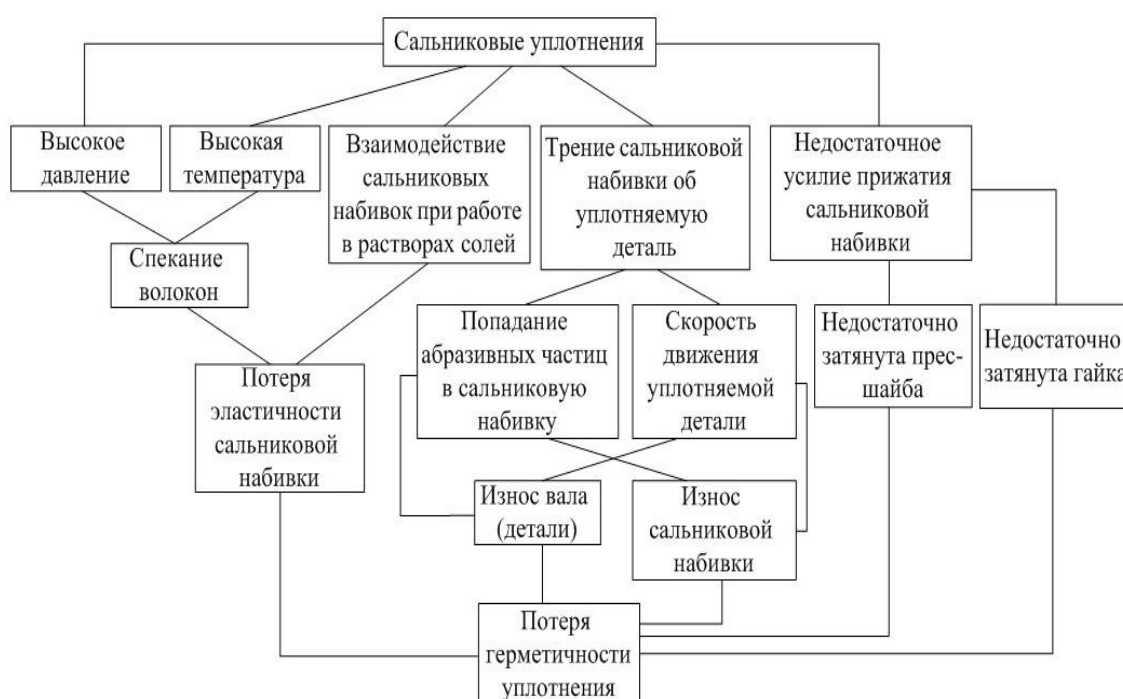 Сальниковые уплотнения
Высокое
давление
Высокая
температура
Взаимодействие
сальниковых
набивок при работе
в растворах солей
Трение сальниковой
набивки об
уплотняемую
деталь
Недостаточное
усилие прижатия
сальниковой
набивки
Спекание
волокон
Попадание
абразивных частиц
в сальниковую
набивку
Скорость
движения
уплотняемой
детали
Недостаточно
затянута прес-
шайба
Недостаточно
затянута гайка
Потеря
эластичности
сальниковой
набивки
Износ вала
(детали)
Износ
сальниковой
набивки
Потеря
герметичности
уплотнения